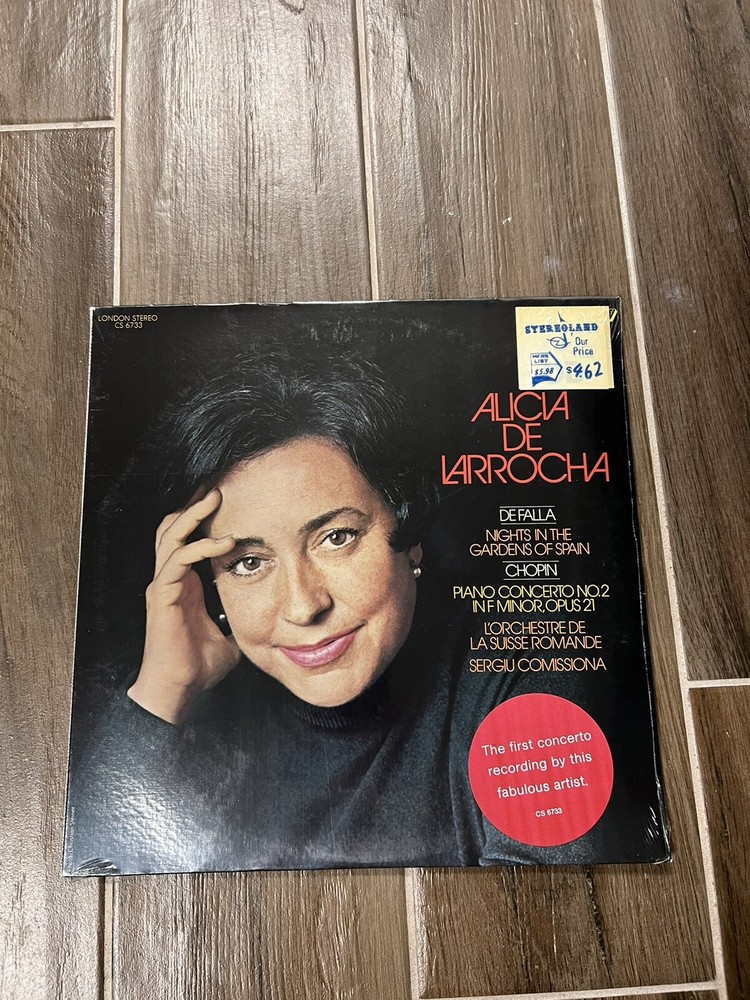 LONDON STEREO
CS 6733
STEREOLAND
Our
Price
MFR'S
LIST
$5.98
$4.62
ALICIA
DE
LARROCHA
DE FALLA
NIGHTS IN THE
GARDENS OF SPAIN
CHOPIN
PIANO CONCERTO NO.2
IN F MINOR, OPUS 21
L'ORCHESTRE DE
LA SUISSE ROMANDE
SERGIU COMISSIONA
The first concerto
recording by this
fabulous artist.
CS 6733